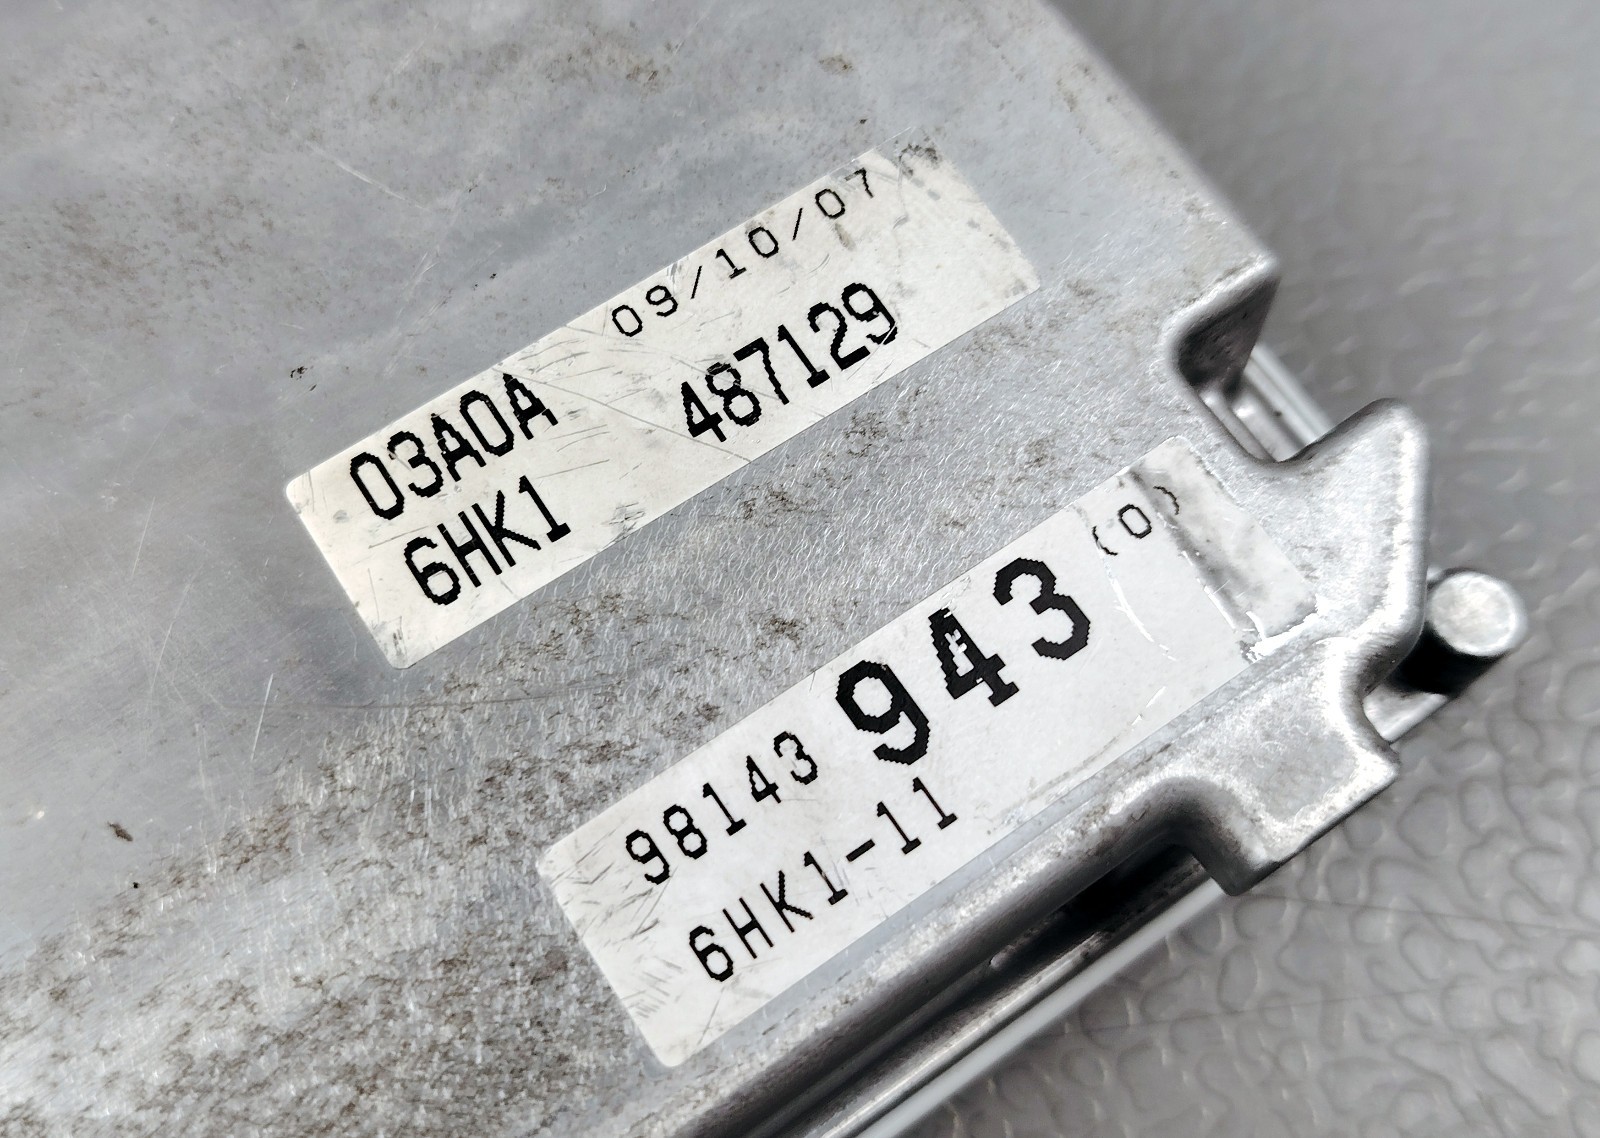 09/10/07
03A0A 487129
6HK1
(0)
98143 943
6HK1-11